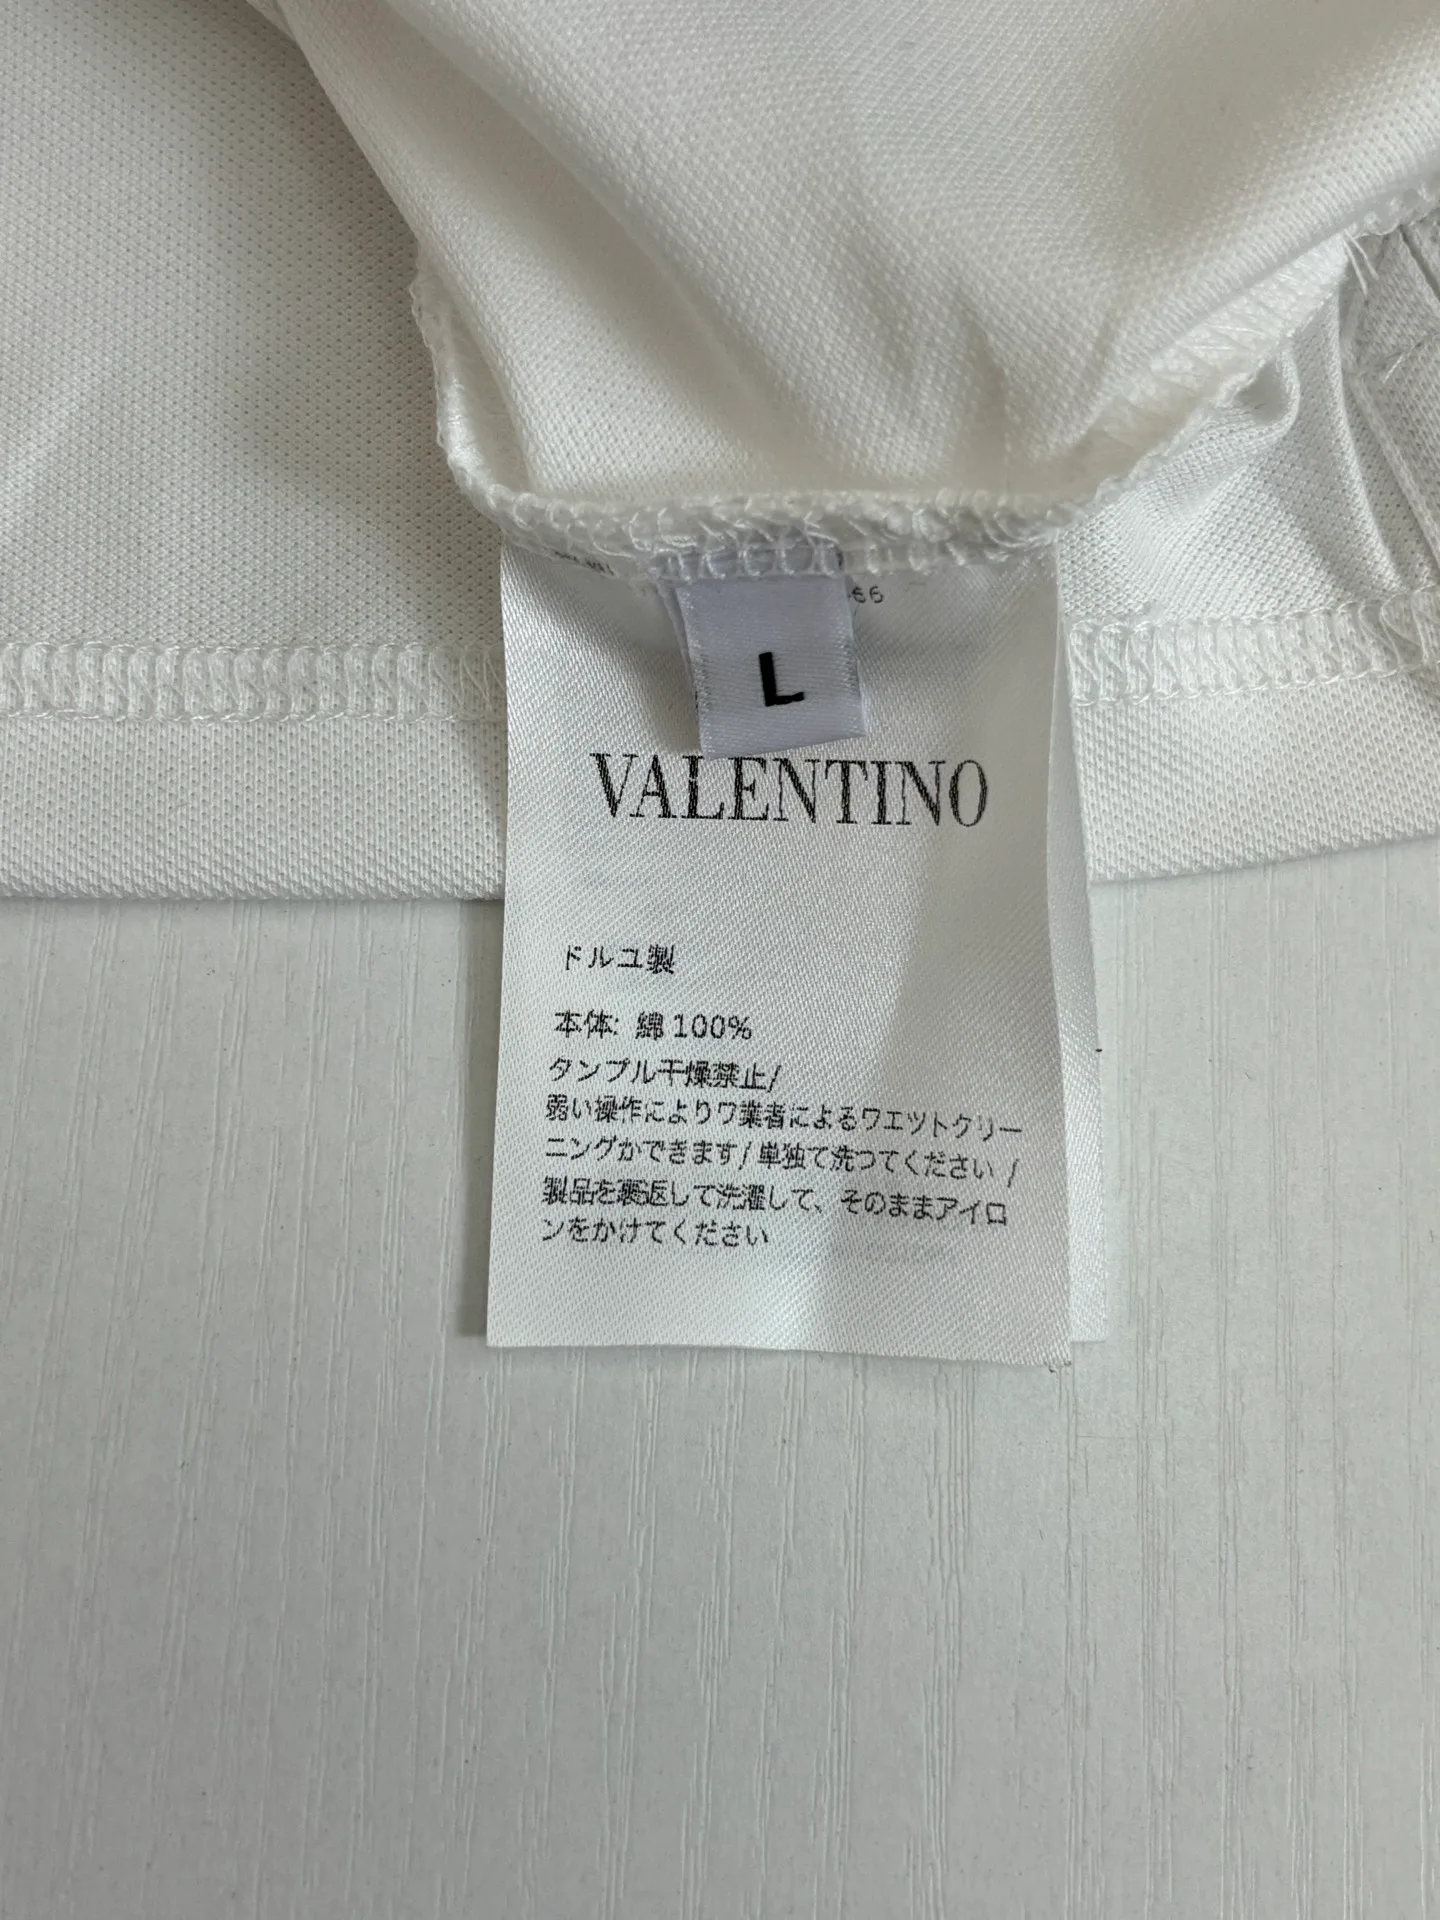 66
L
VALENTINO
ドルユ製
本体: 綿 100%
タンプル干燥禁止/
弱い操作によりワ業者によるワエツトクリー
ニングかできます/ 単独て洗つてください /
製品を裏返して洗濯して、そのままアイロ
ンをかけてください